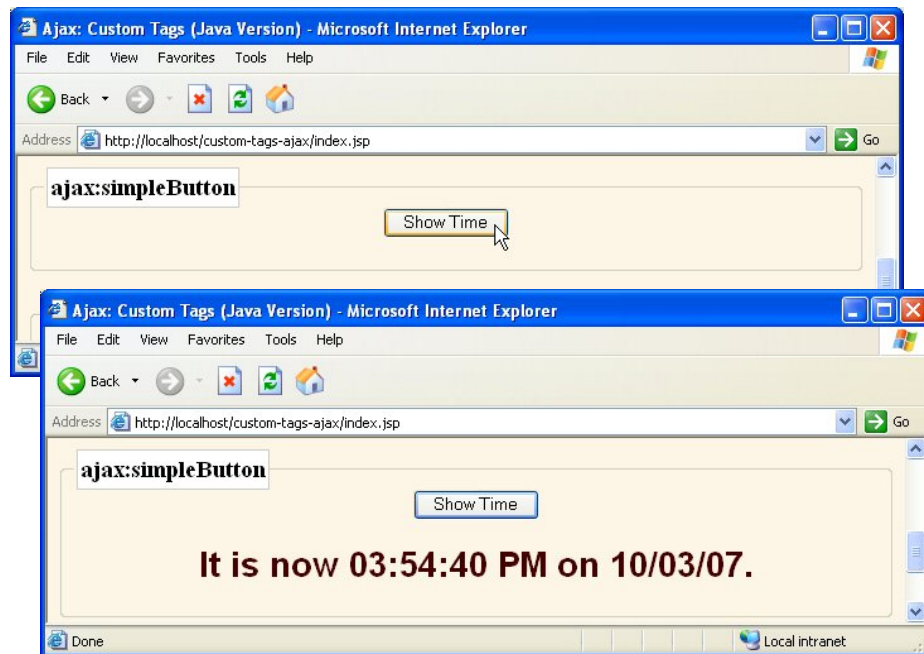 Ajax: Custom Tags (Java Version) - Microsoft Internet Explorer
File Edit View Favorites Tools Help
Back
Address http://localhost/custom-tags-ajax/index.jsp Go
ajax:simpleButton
Show Time
Ajax: Custom Tags (Java Version) - Microsoft Internet Explorer
File Edit View Favorites Tools Help
Back
Address http://localhost/custom-tags-ajax/index.jsp Go
ajax:simpleButton
Show Time
It is now 03:54:40 PM on 10/03/07.
Done Local intranet